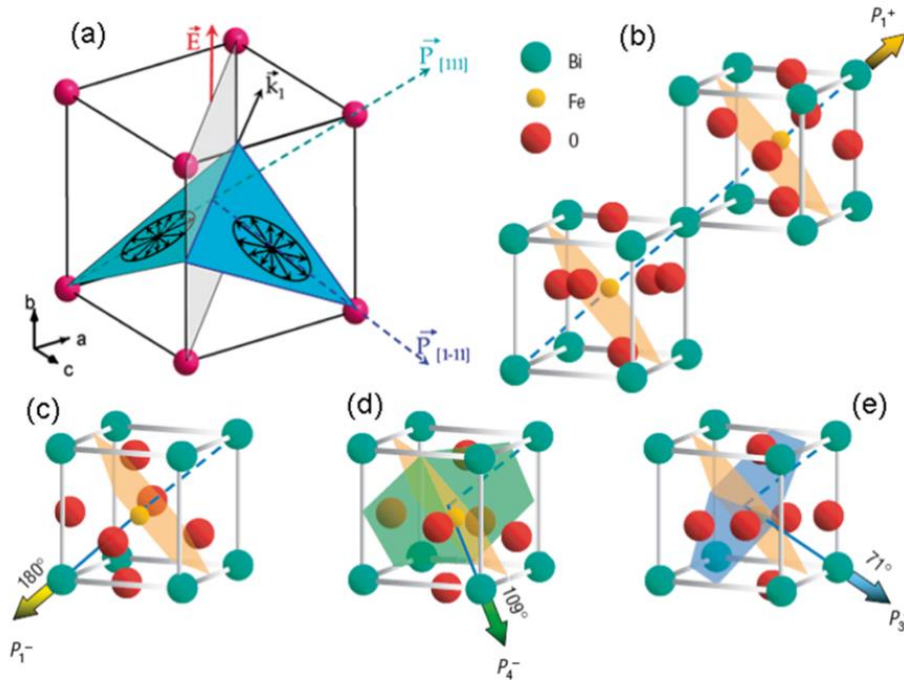 (a)
E
k1
P [111]
b
a
c
P [1-11]
Bi
Fe
O
(b)
P1+
(c)
180°
P1−
(d)
109°
P4−
(e)
71°
P3